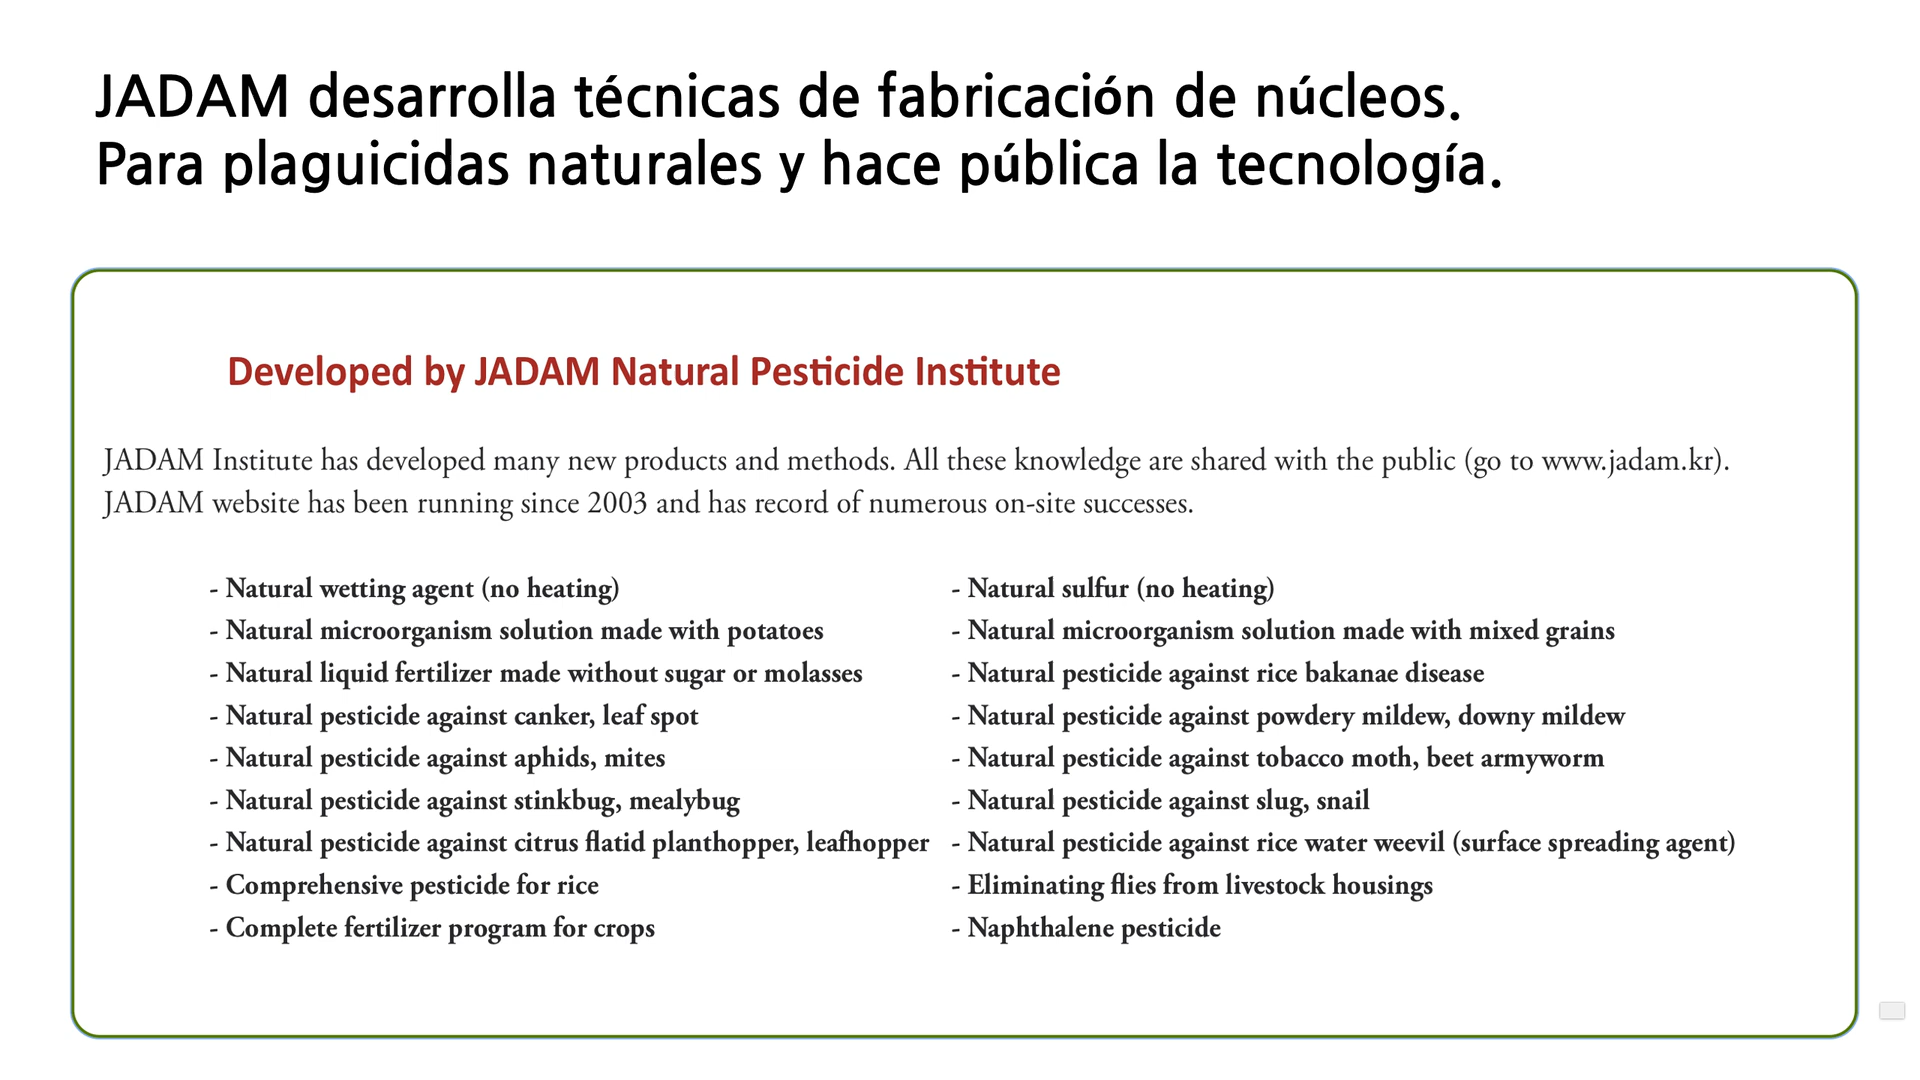 JADAM desarrolla técnicas de fabricación de núcleos.
Para plaguicidas naturales y hace pública la tecnología.
Developed by JADAM Natural Pesticide Institute
JADAM Institute has developed many new products and methods. All these knowledge are shared with the public (go to www.jadam.kr).
JADAM website has been running since 2003 and has record of numerous on-site successes.
- Natural wetting agent (no heating)
- Natural microorganism solution made with potatoes
- Natural liquid fertilizer made without sugar or molasses
- Natural pesticide against canker, leaf spot
- Natural pesticide against aphids, mites
- Natural pesticide against stinkbug, mealybug
- Natural pesticide against citrus flatid planthopper, leafhopper
- Comprehensive pesticide for rice
- Complete fertilizer program for crops
- Natural sulfur (no heating)
- Natural microorganism solution made with mixed grains
- Natural pesticide against rice bakanae disease
- Natural pesticide against powdery mildew, downy mildew
- Natural pesticide against tobacco moth, beet armyworm
- Natural pesticide against slug, snail
- Natural pesticide against rice water weevil (surface spreading agent)
- Eliminating flies from livestock housings
- Naphthalene pesticide